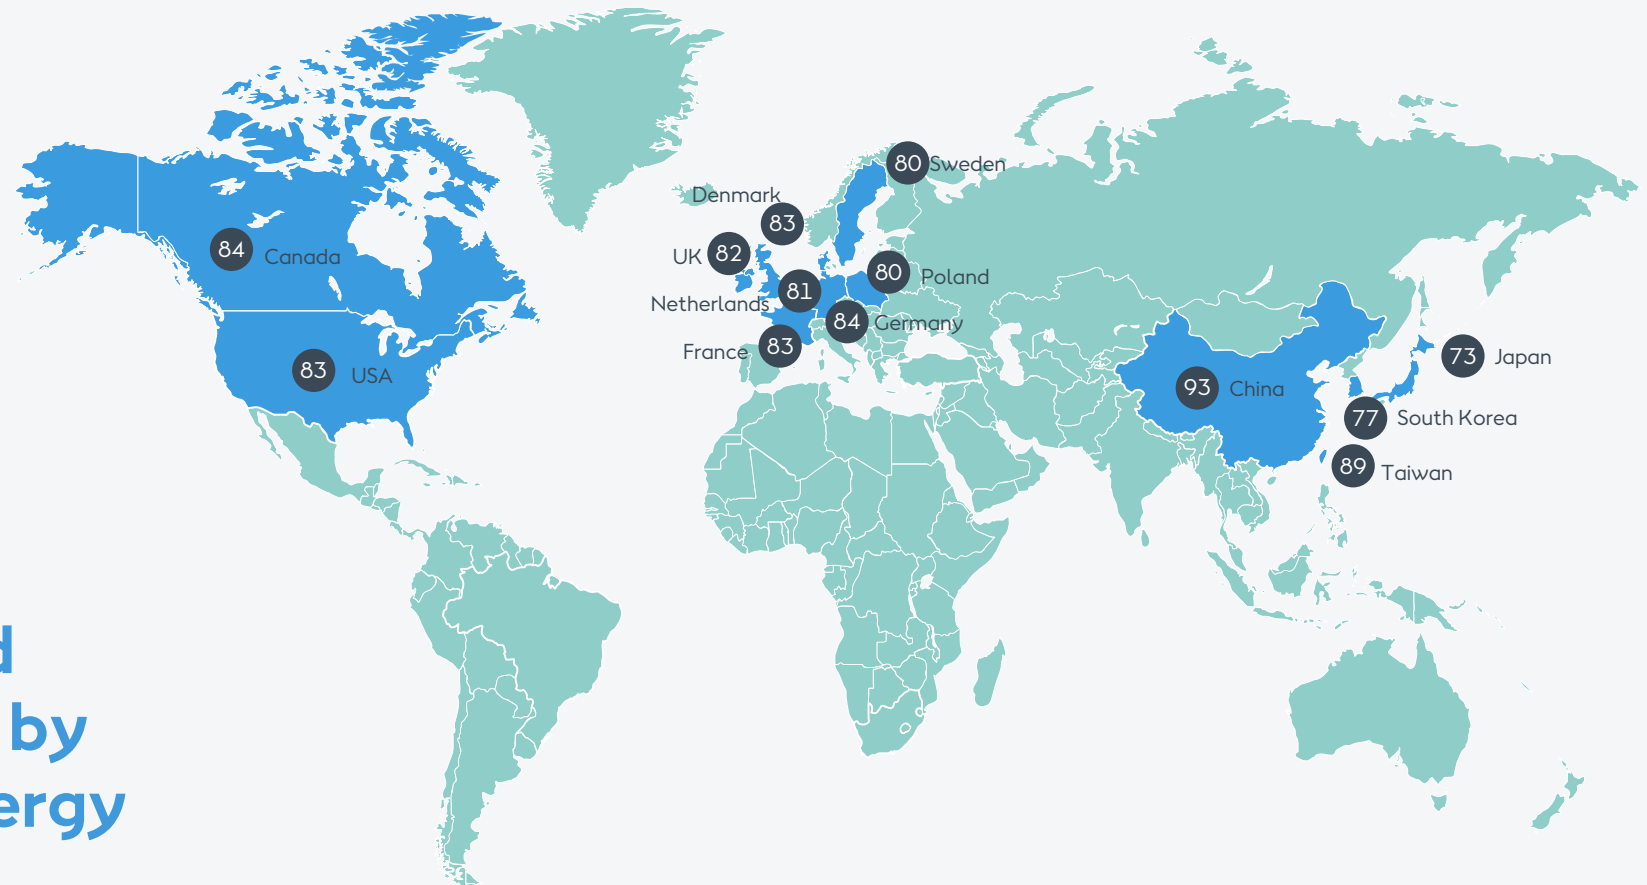 80 Sweden
Denmark
83
UK 82
84 Canada
80 Poland
81
Netherlands
84 Germany
France 83
73 Japan
83 USA
93 China
77 South Korea
89 Taiwan
by